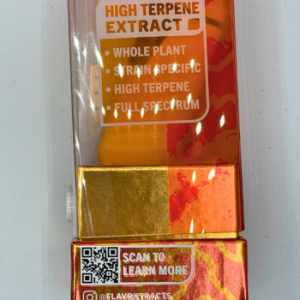 HIGH TERPENE
EXTRACT
• WHOLE PLANT
• STRAIN SPECIFIC
• HIGH TERPENE
• FULL SPECTRUM
SCAN TO
LEARN MORE
@FLAVRXTRACTS